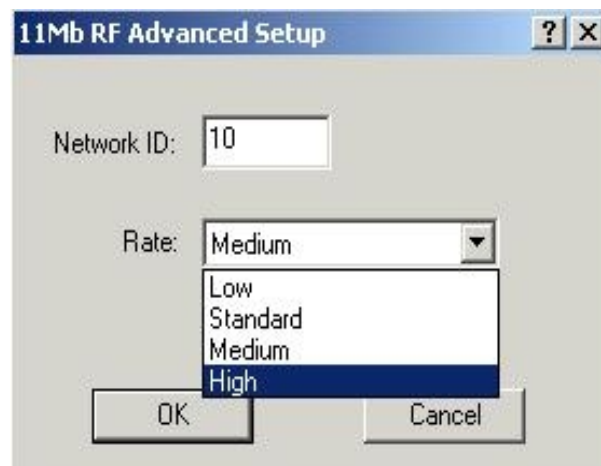 11Mb RF Advanced Setup
Network ID: 10
Rate: Medium
Low
Standard
Medium
High
OK Cancel